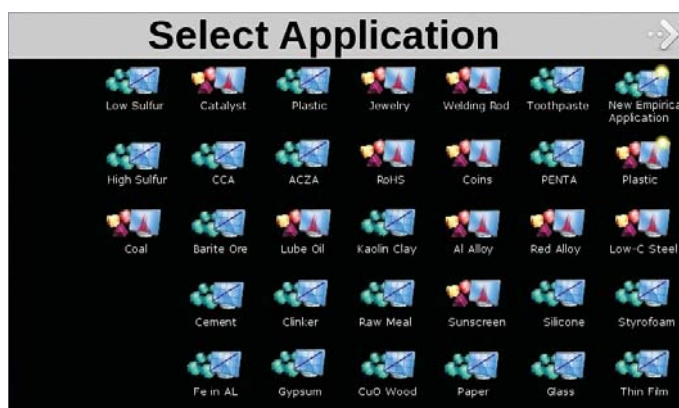 Select Application
Low Sulfur
Catalyst
Plastic
Jewelry
Welding Rod
Toothpaste
New Empirica
Application
High Sulfur
CCA
ACZA
RoHS
Coins
PENTA
Plastic
Coal
Barite Ore
Lube Oil
Kaolin Clay
Al Alloy
Red Alloy
Low-C Steel
Cement
Clinker
Raw Meal
Sunscreen
Silicone
Styrofoam
Fe in AL
Gypsum
CuO Wood
Paper
Glass
Thin Film